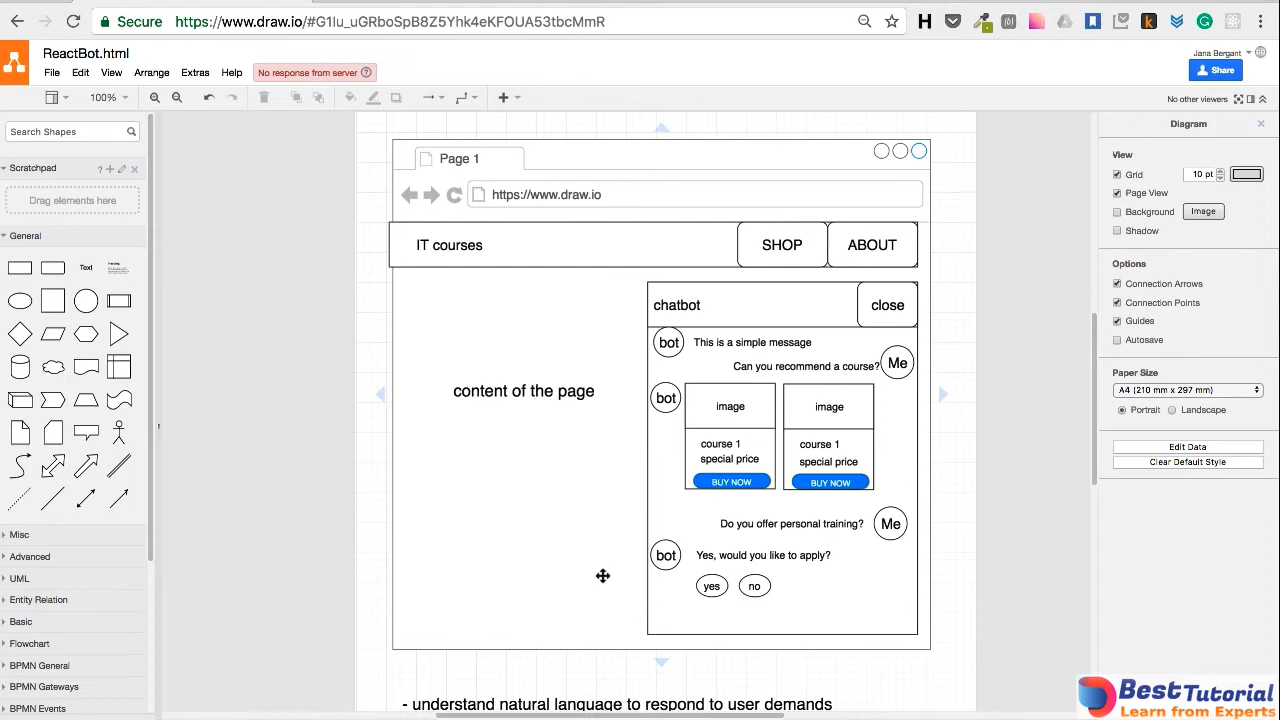 Secure
https://www.draw.io/#G1Iu_uGRboSpB8Z5Yhk4eKFOUA53tbcMmR
ReactBot.html
Jana Bergant
File Edit View Arrange Extras Help
No response from server
Share
100%
No other viewers
Search Shapes
Scratchpad
Drag elements here
General
Text
Misc
Advanced
UML
Entity Relation
Basic
Flowchart
BPMN General
BPMN Gateways
BPMN Events
Page 1
https://www.draw.io
IT courses
SHOP
ABOUT
chatbot
close
bot
This is a simple message
Can you recommend a course?
Me
content of the page
bot
image
image
course 1
special price
BUY NOW
course 1
special price
BUY NOW
Do you offer personal training?
Me
bot
Yes, would you like to apply?
yes
no
- understand natural language to respond to user demands
Diagram
View
Grid
10 pt
Page View
Background
Image
Shadow
Options
Connection Arrows
Connection Points
Guides
Autosave
Paper Size
A4 (210 mm x 297 mm)
Portrait
Landscape
Edit Data
Clear Default Style
BestTutorial
Learn from Experts